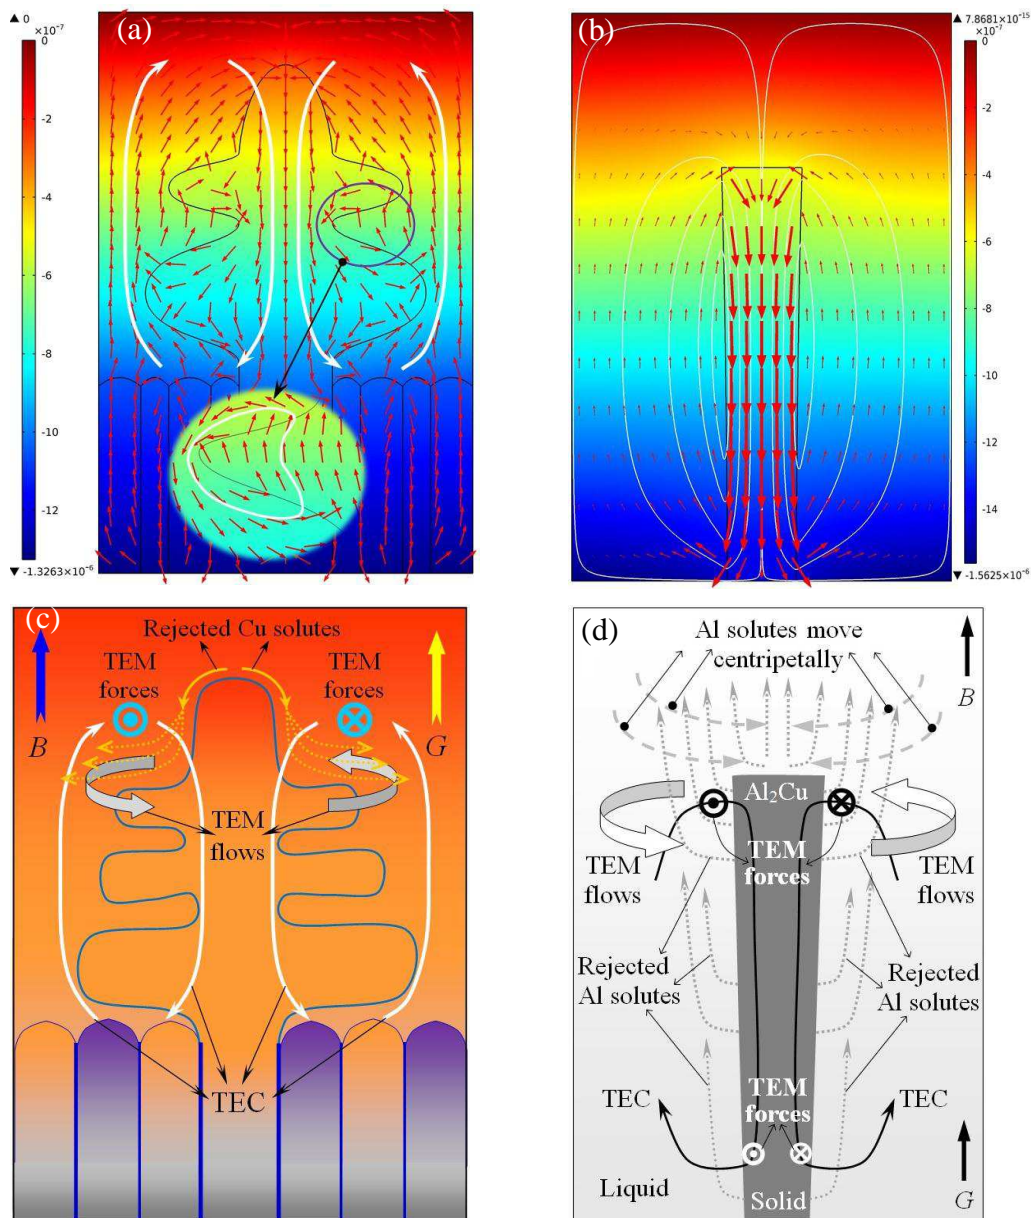 ▲ 0
×10⁻⁷
0
-2
-4
-6
-8
-10
-12
▼ -1.3263×10⁻⁶
(a)
(b)
▲ 7.8681×10⁻¹⁵
×10⁻⁷
0
-2
-4
-6
-8
-10
-12
-14
▼ -1.5625×10⁻⁶
(c)
Rejected Cu solutes
TEM
forces
TEM
forces
B
G
TEM
flows
TEC
(d)
Al solutes move
centripetally
B
Al₂Cu
TEM
forces
TEM
flows
TEM
flows
Rejected
Al solutes
Rejected
Al solutes
TEC
TEM
forces
TEC
Liquid
Solid
G